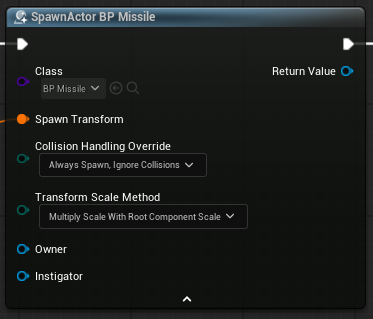 SpawnActor BP Missile
Class
Return Value
BP Missile
Spawn Transform
Collision Handling Override
Always Spawn, Ignore Collisions
Transform Scale Method
Multiply Scale With Root Component Scale
Owner
Instigator